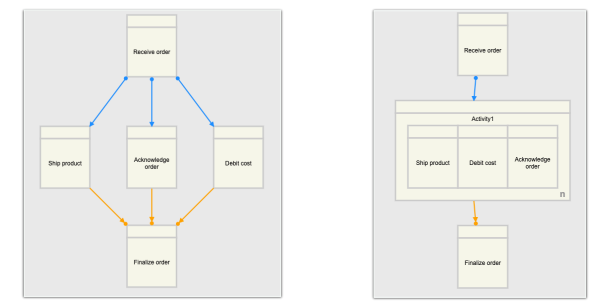 Receive order
Ship product
Acknowledge
order
Debit cost
Finalize order
Receive order
Activity1
Ship product
Debit cost
Acknowledge
order
n
Finalize order